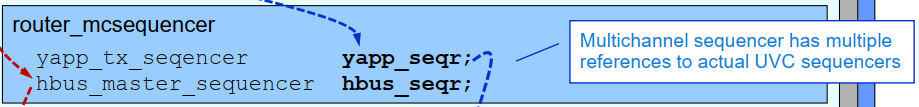 router_mcsequencer
yapp_tx_seqencer yapp_seqr;
hbus_master_sequencer hbus_seqr;
Multichannel sequencer has multiple
references to actual UVC sequencers